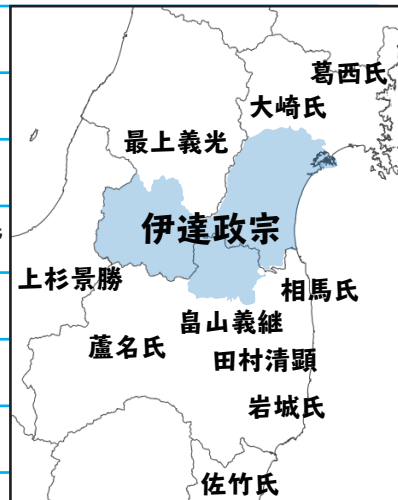 葛西氏
大崎氏
最上義光
伊達政宗
上杉景勝
相馬氏
畠山義継
蘆名氏
田村清顕
岩城氏
佐竹氏